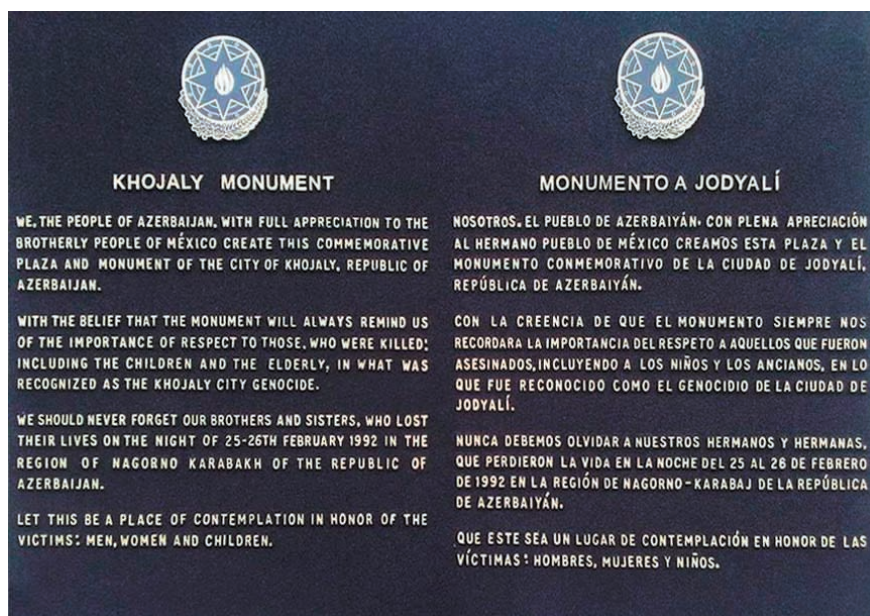 KHOJALY MONUMENT
WE, THE PEOPLE OF AZERBAIJAN, WITH FULL APPRECIATION TO THE
BROTHERLY PEOPLE OF MÉXICO CREATE THIS COMMEMORATIVE
PLAZA AND MONUMENT OF THE CITY OF KHOJALY, REPUBLIC OF
AZERBAIJAN.
WITH THE BELIEF THAT THE MONUMENT WILL ALWAYS REMIND US
OF THE IMPORTANCE OF RESPECT TO THOSE, WHO WERE KILLED;
INCLUDING THE CHILDREN AND THE ELDERLY, IN WHAT WAS
RECOGNIZED AS THE KHOJALY CITY GENOCIDE.
WE SHOULD NEVER FORGET OUR BROTHERS AND SISTERS, WHO LOST
THEIR LIVES ON THE NIGHT OF 25-26TH FEBRUARY 1992 IN THE
REGION OF NAGORNO KARABAKH OF THE REPUBLIC OF
AZERBAIJAN.
LET THIS BE A PLACE OF CONTEMPLATION IN HONOR OF THE
VICTIMS: MEN, WOMEN AND CHILDREN.
MONUMENTO A JODYALÍ
NOSOTROS, EL PUEBLO DE AZERBAIYÁN, CON PLENA APRECIACIÓN
AL HERMANO PUEBLO DE MÉXICO CREAMOS ESTA PLAZA Y EL
MONUMENTO CONMEMORATIVO DE LA CIUDAD DE JODYALÍ,
REPÚBLICA DE AZERBAIYÁN.
CON LA CREENCIA DE QUE EL MONUMENTO SIEMPRE NOS
RECORDARA LA IMPORTANCIA DEL RESPETO A AQUELLOS QUE FUERON
ASESINADOS, INCLUYENDO A LOS NIÑOS Y LOS ANCIANOS, EN LO
QUE FUE RECONOCIDO COMO EL GENOCIDIO DE LA CIUDAD DE
JODYALÍ.
NUNCA DEBEMOS OLVIDAR A NUESTROS HERMANOS Y HERMANAS,
QUE PERDIERON LA VIDA EN LA NOCHE DEL 25 AL 26 DE FEBRERO
DE 1992 EN LA REGIÓN DE NAGORNO-KARABAJ DE LA REPÚBLICA
DE AZERBAIYÁN.
QUE ESTE SEA UN LUGAR DE CONTEMPLACIÓN EN HONOR DE LAS
VÍCTIMAS: HOMBRES, MUJERES Y NIÑOS.